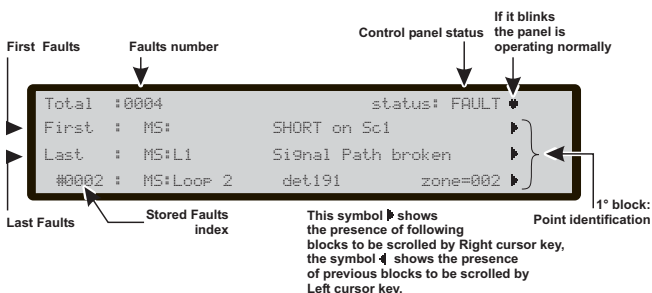 If it blinks
the panel is
operating normally
Control panel status
First Faults
Faults number
Total :0004 status: FAULT
First : MS: SHORT on Sc1
Last : MS:L1 Signal Path broken
#0002 : MS:Loop 2 det191 zone=002
Last Faults
Stored Faults
index
1° block:
Point identification
This symbol shows
the presence of following
blocks to be scrolled by Right cursor key,
the symbol shows the presence
of previous blocks to be scrolled by
Left cursor key.